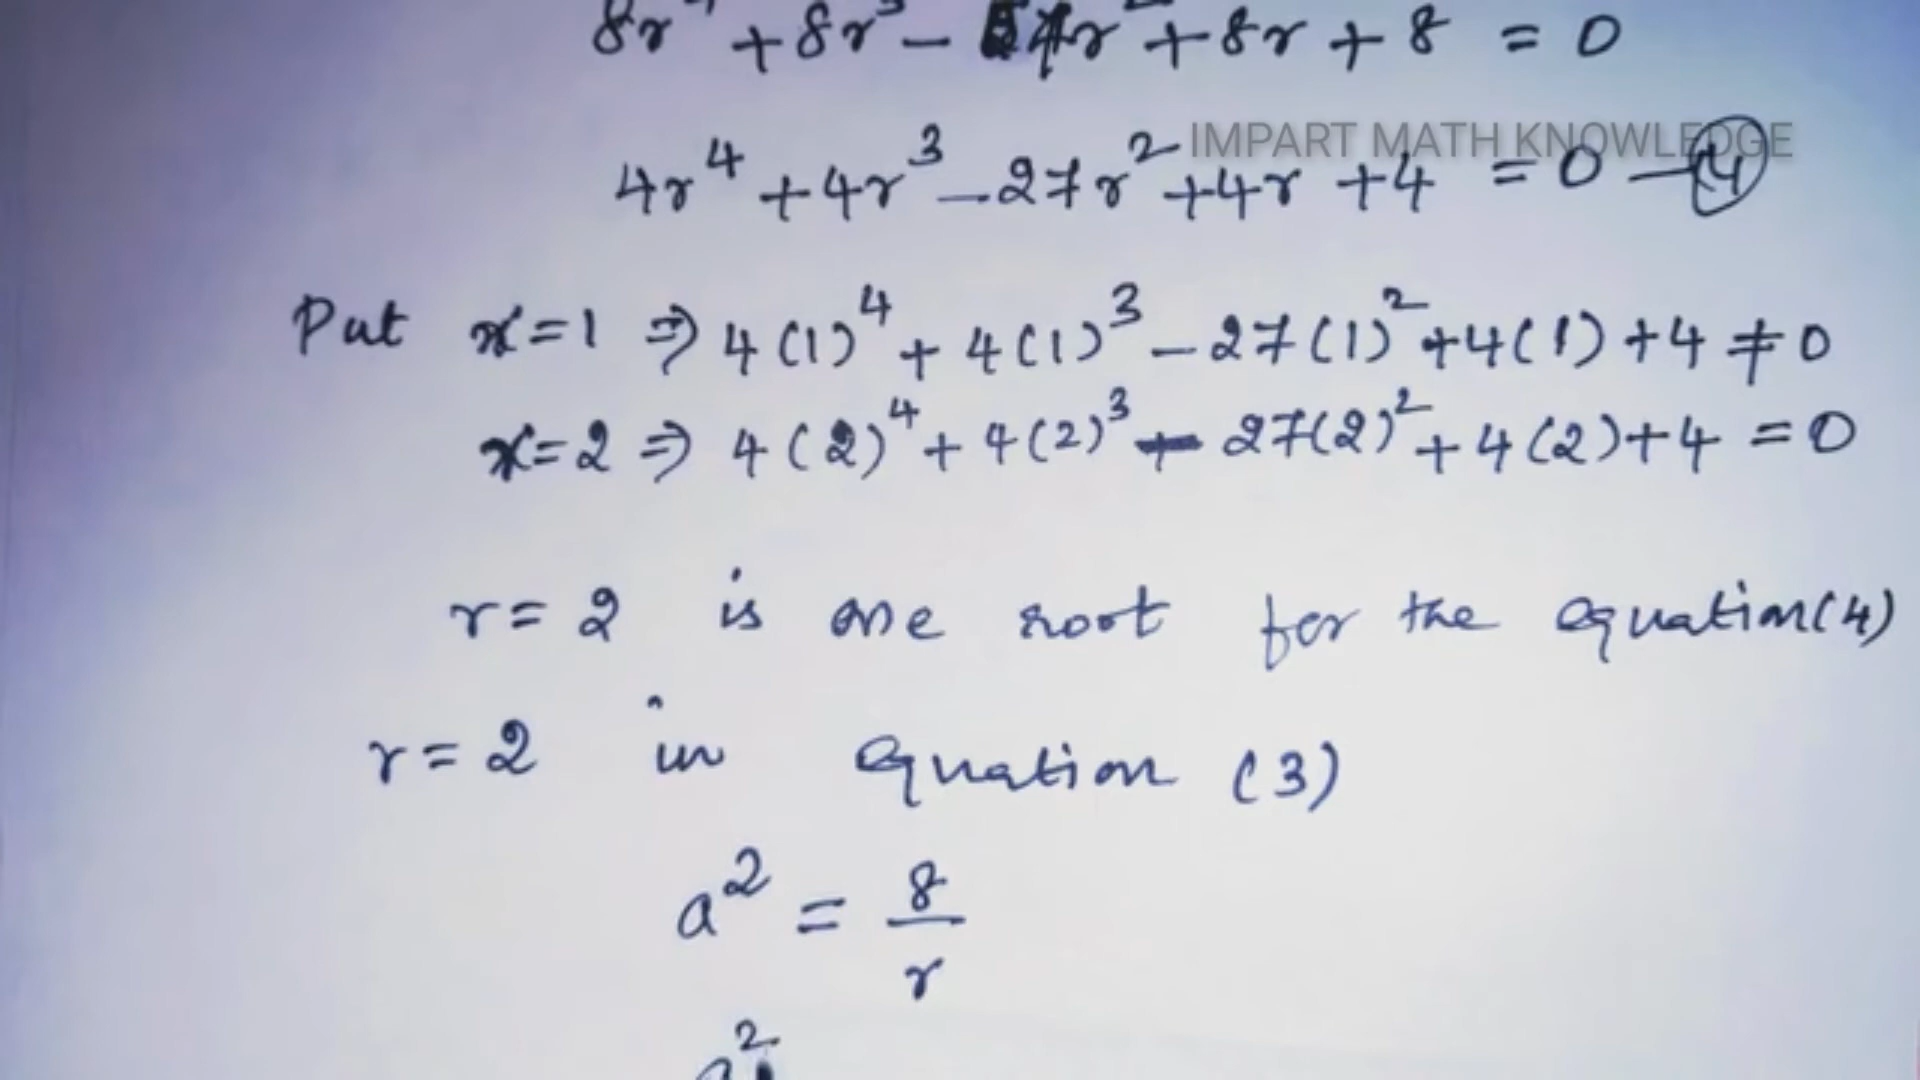 8r⁴ + 8r³ - 54r² + 8r + 8 = 0
IMPART MATH KNOWLEDGE
4r⁴ + 4r³ - 27r² + 4r + 4 = 0 - (4)
Put x = 1 ⇒ 4(1)⁴ + 4(1)³ - 27(1)² + 4(1) + 4 ≠ 0
x = 2 ⇒ 4(2)⁴ + 4(2)³ - 27(2)² + 4(2) + 4 = 0
r = 2 is one root for the equation (4)
r = 2 in equation (3)
a² = 8/r